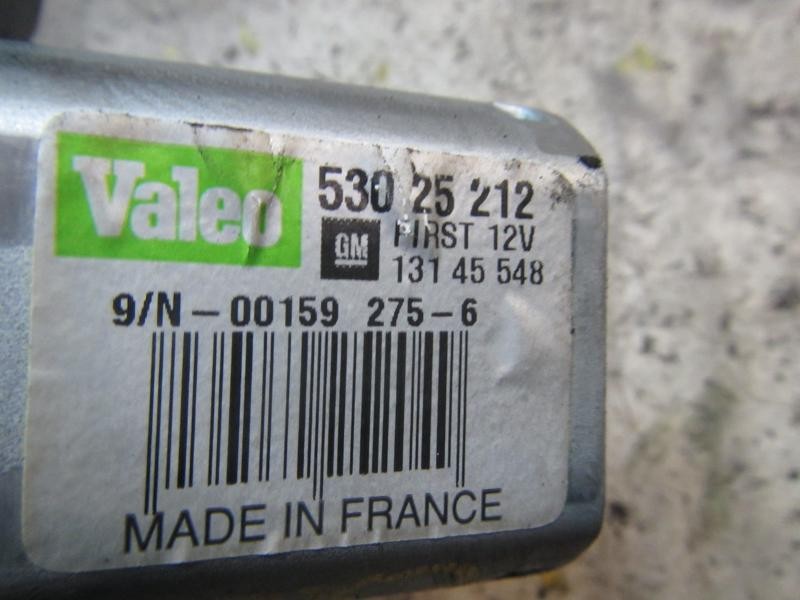 Valeo 530 25 212
GM FIRST 12V
131 45 548
9/N-00159 275-6
MADE IN FRANCE